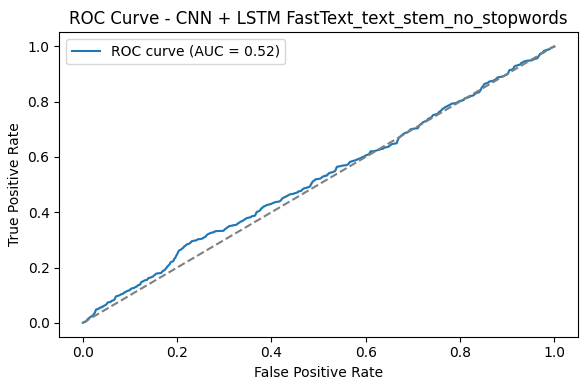 ROC Curve - CNN + LSTM FastText_text_stem_no_stopwords
ROC curve (AUC = 0.52)
True Positive Rate
1.0
0.8
0.6
0.4
0.2
0.0
0.0 0.2 0.4 0.6 0.8 1.0
False Positive Rate